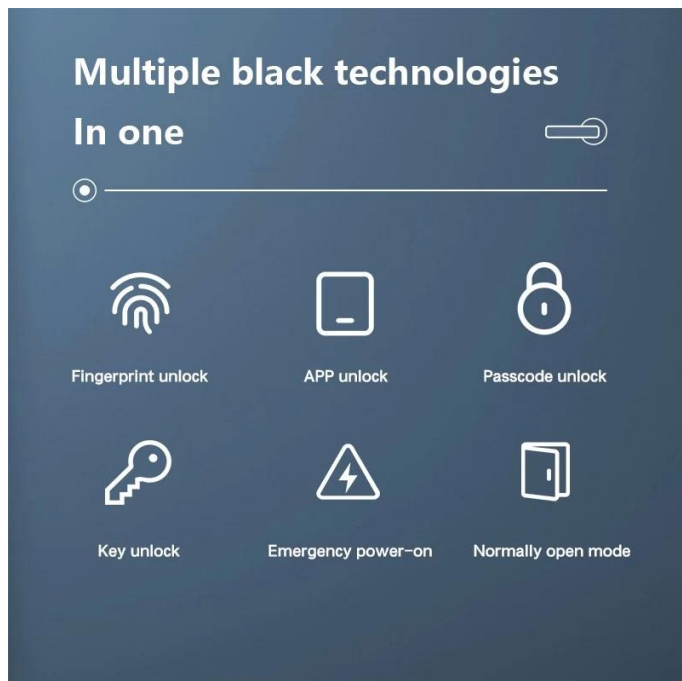 Multiple black technologies
In one
Fingerprint unlock
APP unlock
Passcode unlock
Key unlock
Emergency power-on
Normally open mode